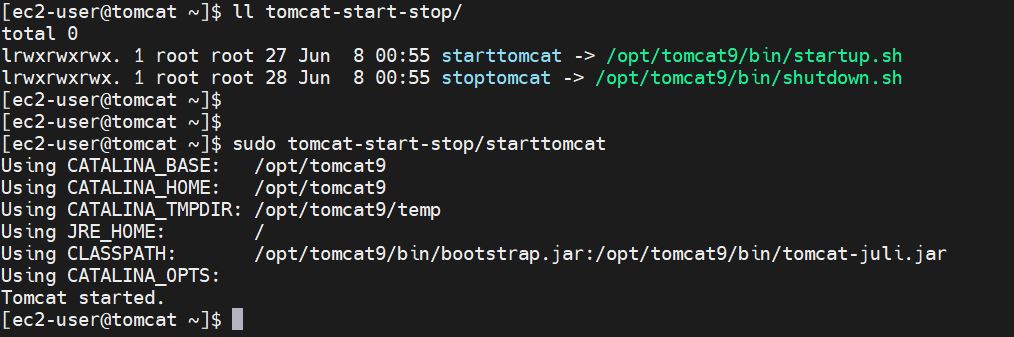 [ec2-user@tomcat ~]$ ll tomcat-start-stop/
total 0
lrwxrwxrwx. 1 root root 27 Jun  8 00:55 starttomcat -> /opt/tomcat9/bin/startup.sh
lrwxrwxrwx. 1 root root 28 Jun  8 00:55 stoptomcat -> /opt/tomcat9/bin/shutdown.sh
[ec2-user@tomcat ~]$
[ec2-user@tomcat ~]$
[ec2-user@tomcat ~]$ sudo tomcat-start-stop/starttomcat
Using CATALINA_BASE:   /opt/tomcat9
Using CATALINA_HOME:   /opt/tomcat9
Using CATALINA_TMPDIR: /opt/tomcat9/temp
Using JRE_HOME:        /
Using CLASSPATH:       /opt/tomcat9/bin/bootstrap.jar:/opt/tomcat9/bin/tomcat-juli.jar
Using CATALINA_OPTS:
Tomcat started.
[ec2-user@tomcat ~]$